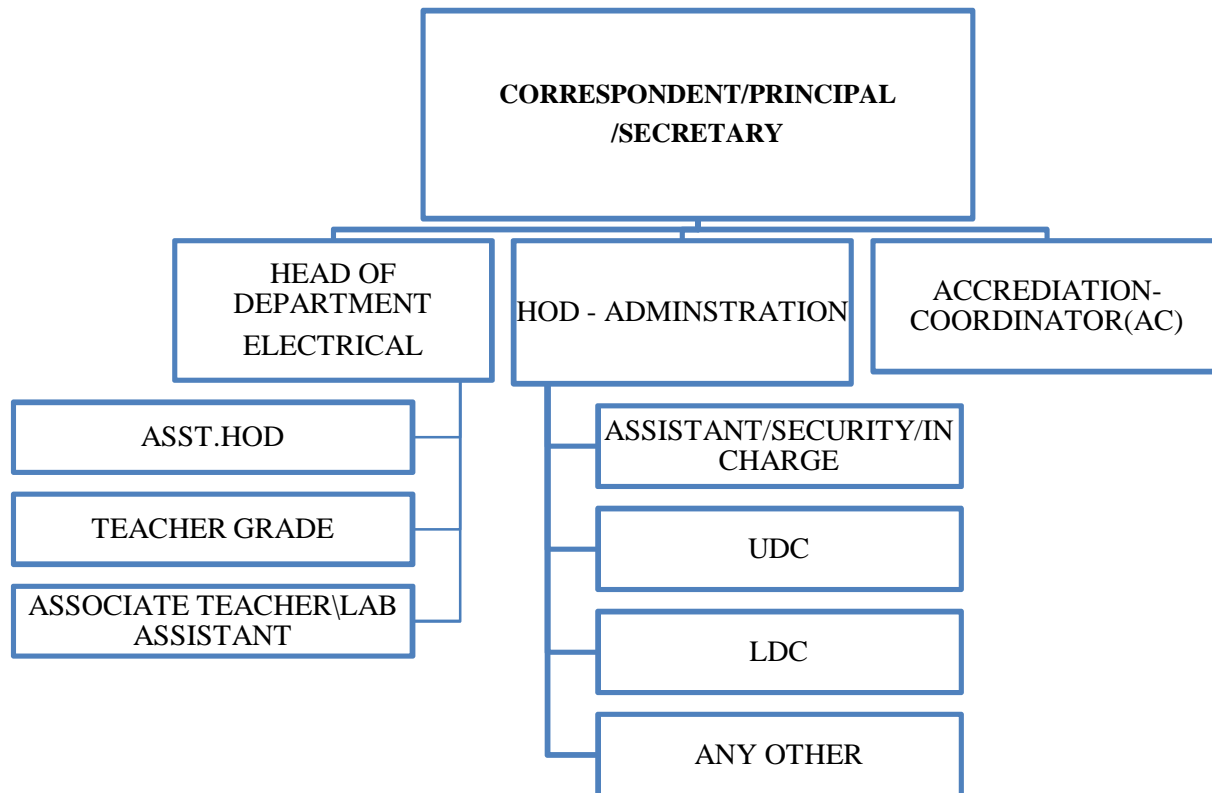 CORRESPONDENT/PRINCIPAL
/SECRETARY
HEAD OF
DEPARTMENT
ELECTRICAL
HOD - ADMINSTRATION
ACCREDIATION-
COORDINATOR(AC)
ASST.HOD
TEACHER GRADE
ASSOCIATE TEACHER\LAB
ASSISTANT
ASSISTANT/SECURITY/IN
CHARGE
UDC
LDC
ANY OTHER